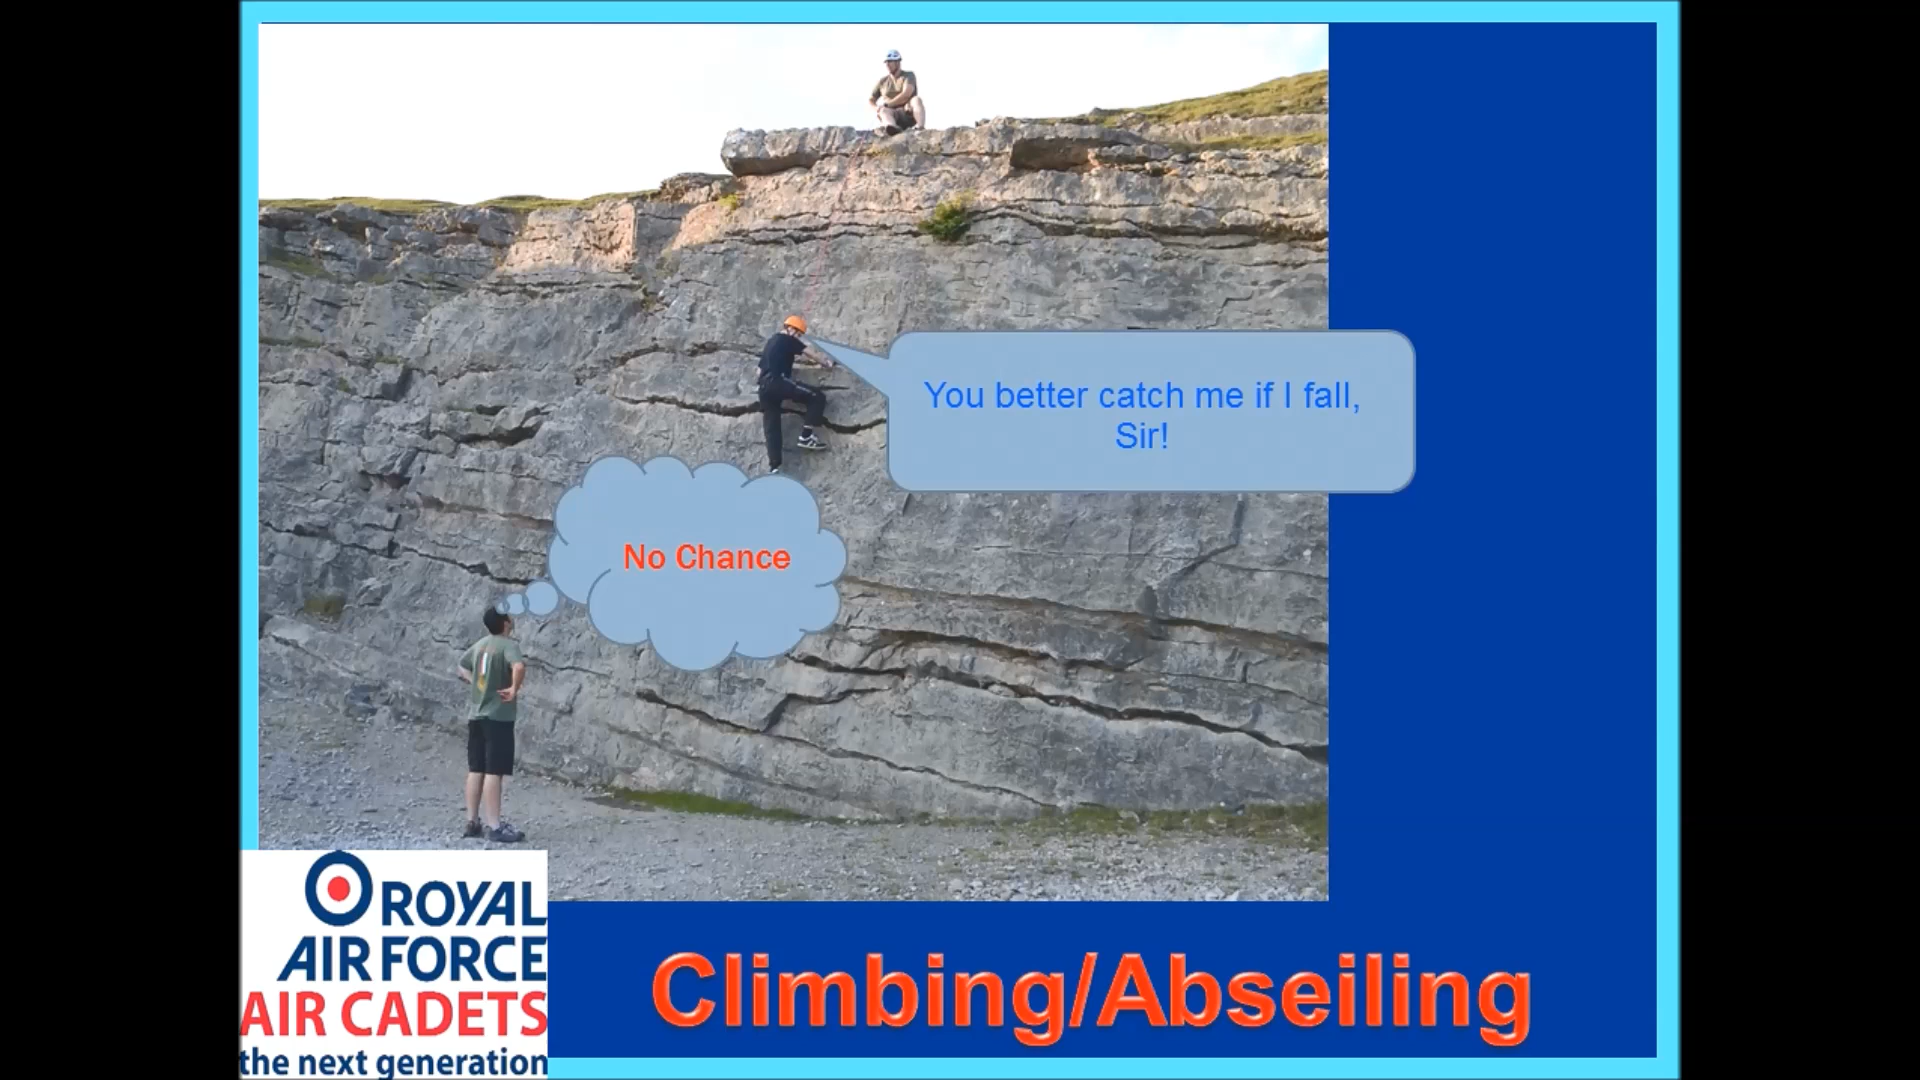 You better catch me if I fall,
Sir!
No Chance
ROYAL
AIR FORCE
AIR CADETS
the next generation
Climbing/Abseiling